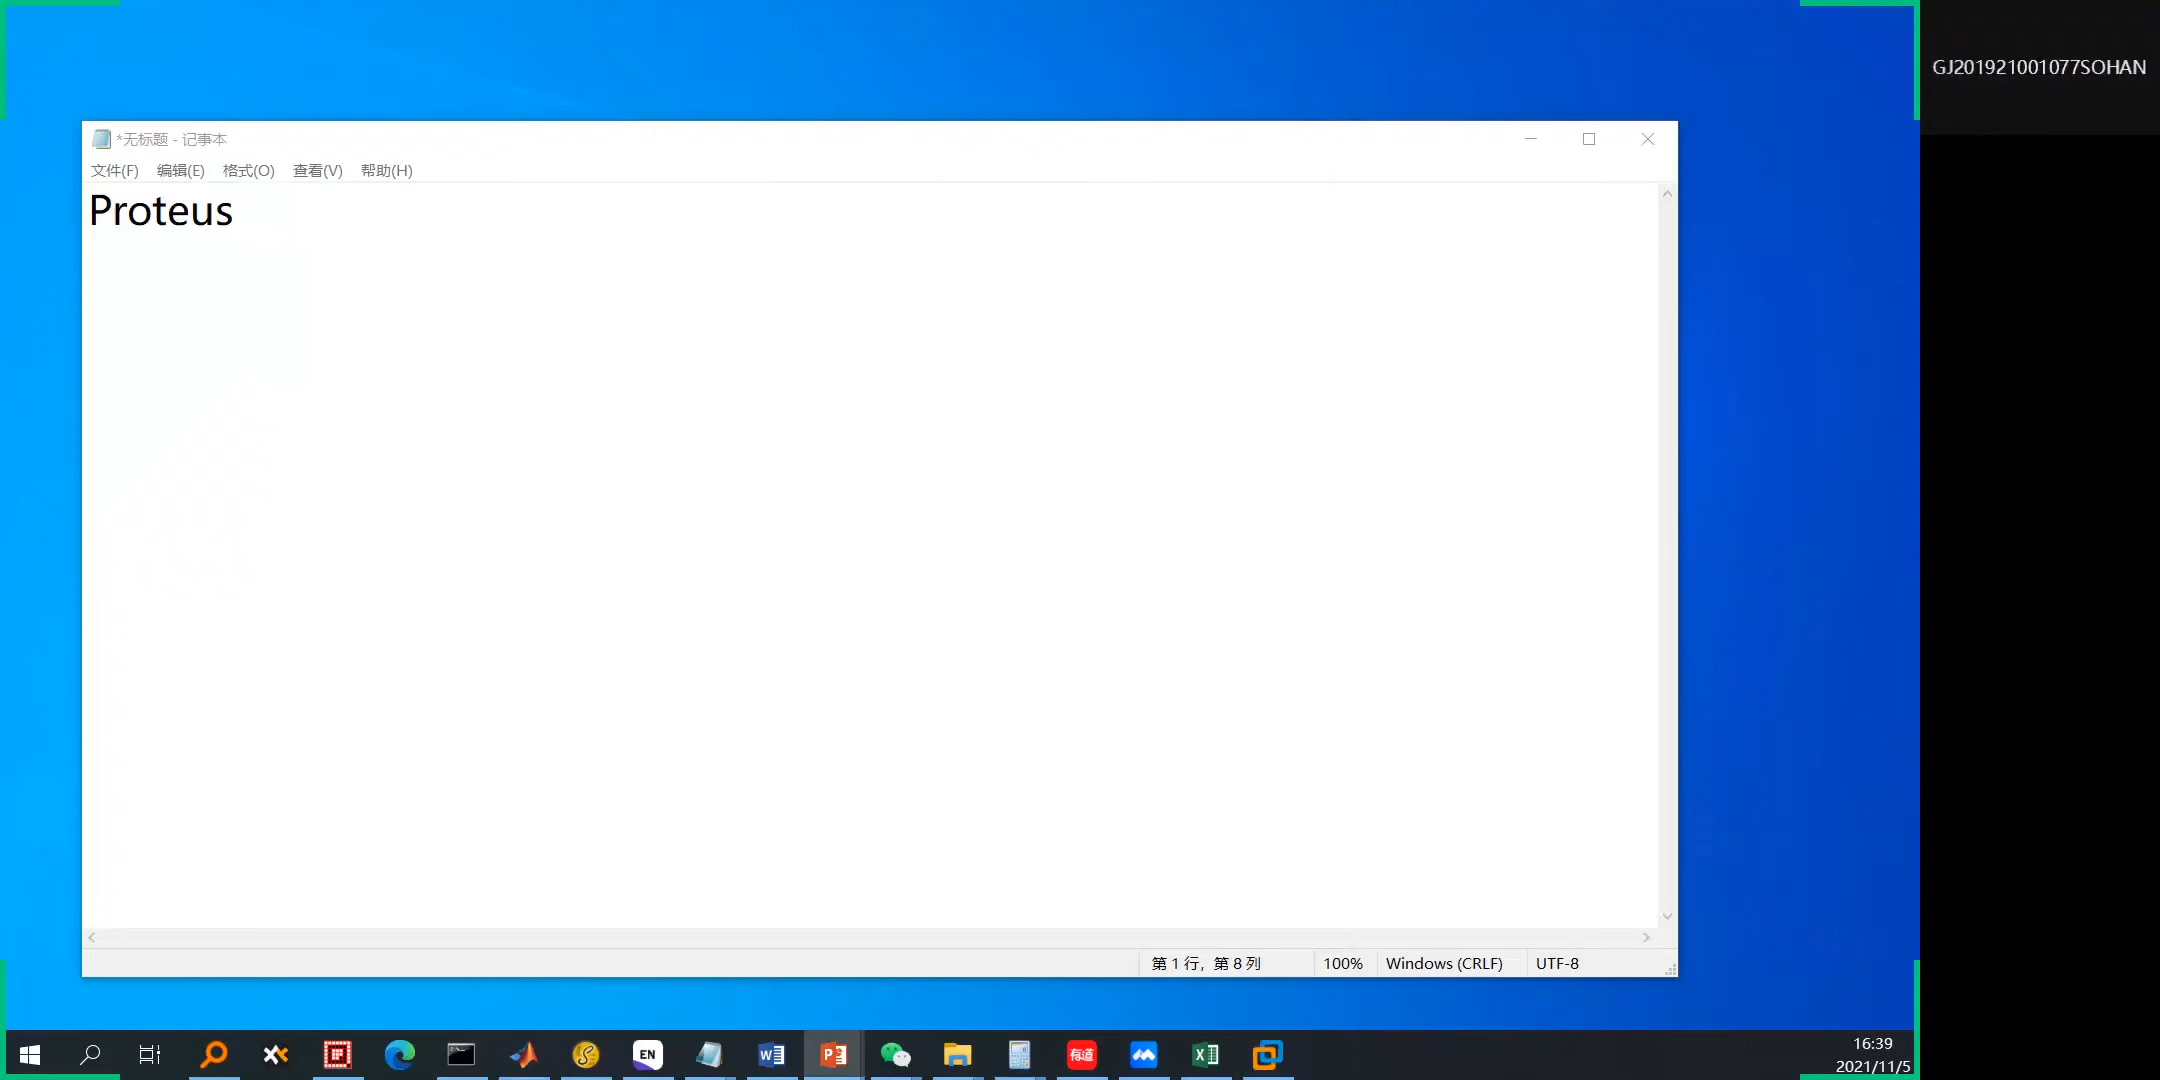 GJ201921001077SOHAN
*无标题 - 记事本
文件(F) 编辑(E) 格式(O) 查看(V) 帮助(H)
Proteus
第 1 行，第 8 列 100% Windows (CRLF) UTF-8
EN
有道
16:39
2021/11/5